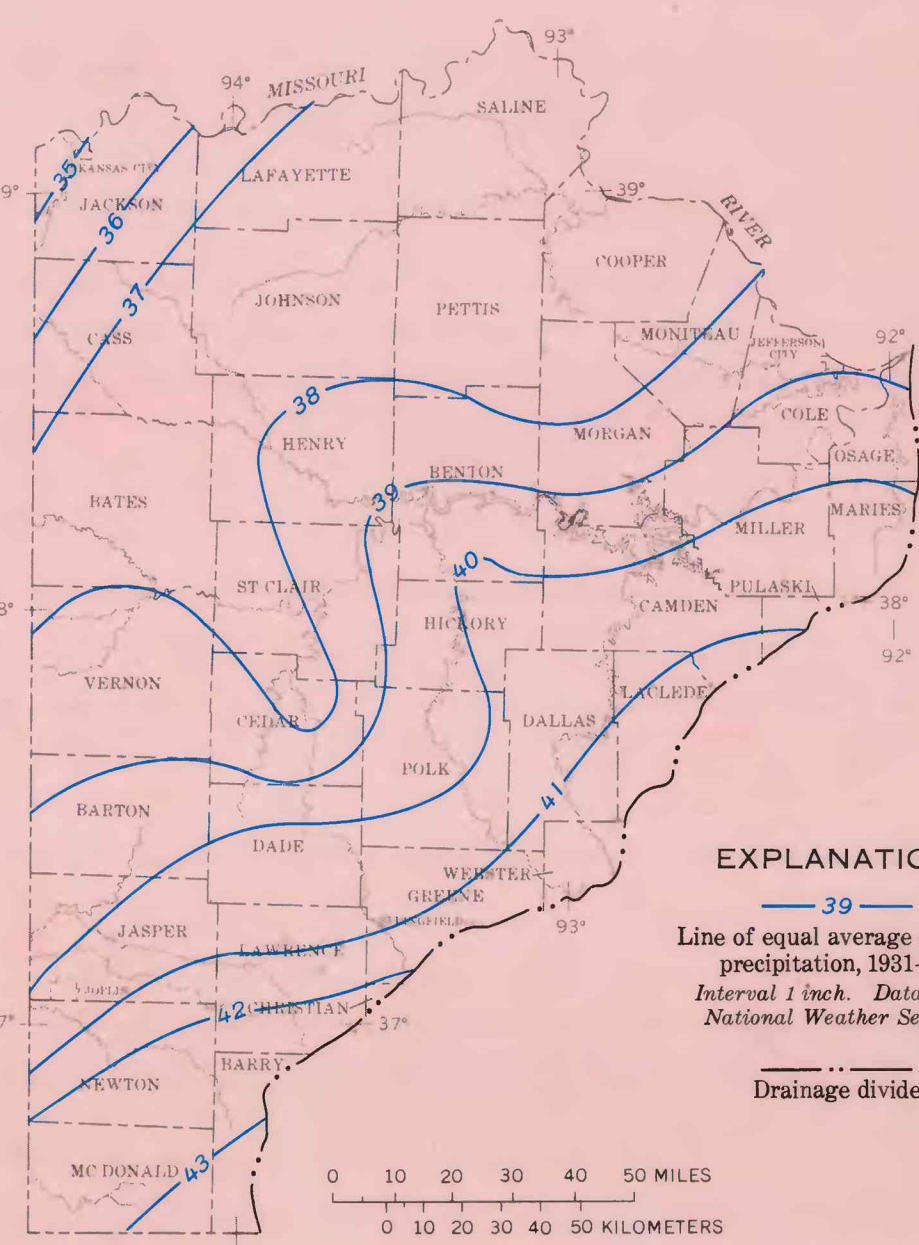 93°
94°
MISSOURI
SALINE
35
KANSAS CITY
LAFAYETTE
39°
9°
JACKSON
36
RIVER
COOPER
37
JOHNSON
PETTIS
CASS
MONITEAU
JEFFERSON
CITY
92°
38
COLE
HENRY
MORGAN
OSAGE
BENTON
39
BATES
MILLER
MARIES
40
ST CLAIR
PULASKI
8°
CAMDEN
38°
HICKORY
92°
VERNON
LACLEDE
CEDAR
DALLAS
POLK
41
BARTON
DADE
EXPLANATIO
WEBSTER
GREENE
39
93°
JASPER
LAWRENCE
Line of equal average
precipitation, 1931-
Interval 1 inch. Data
National Weather Se
42
CHRISTIAN
7°
37°
BARRY
NEWTON
Drainage divide
43
MC DONALD
0 10 20 30 40 50 MILES
0 10 20 30 40 50 KILOMETERS